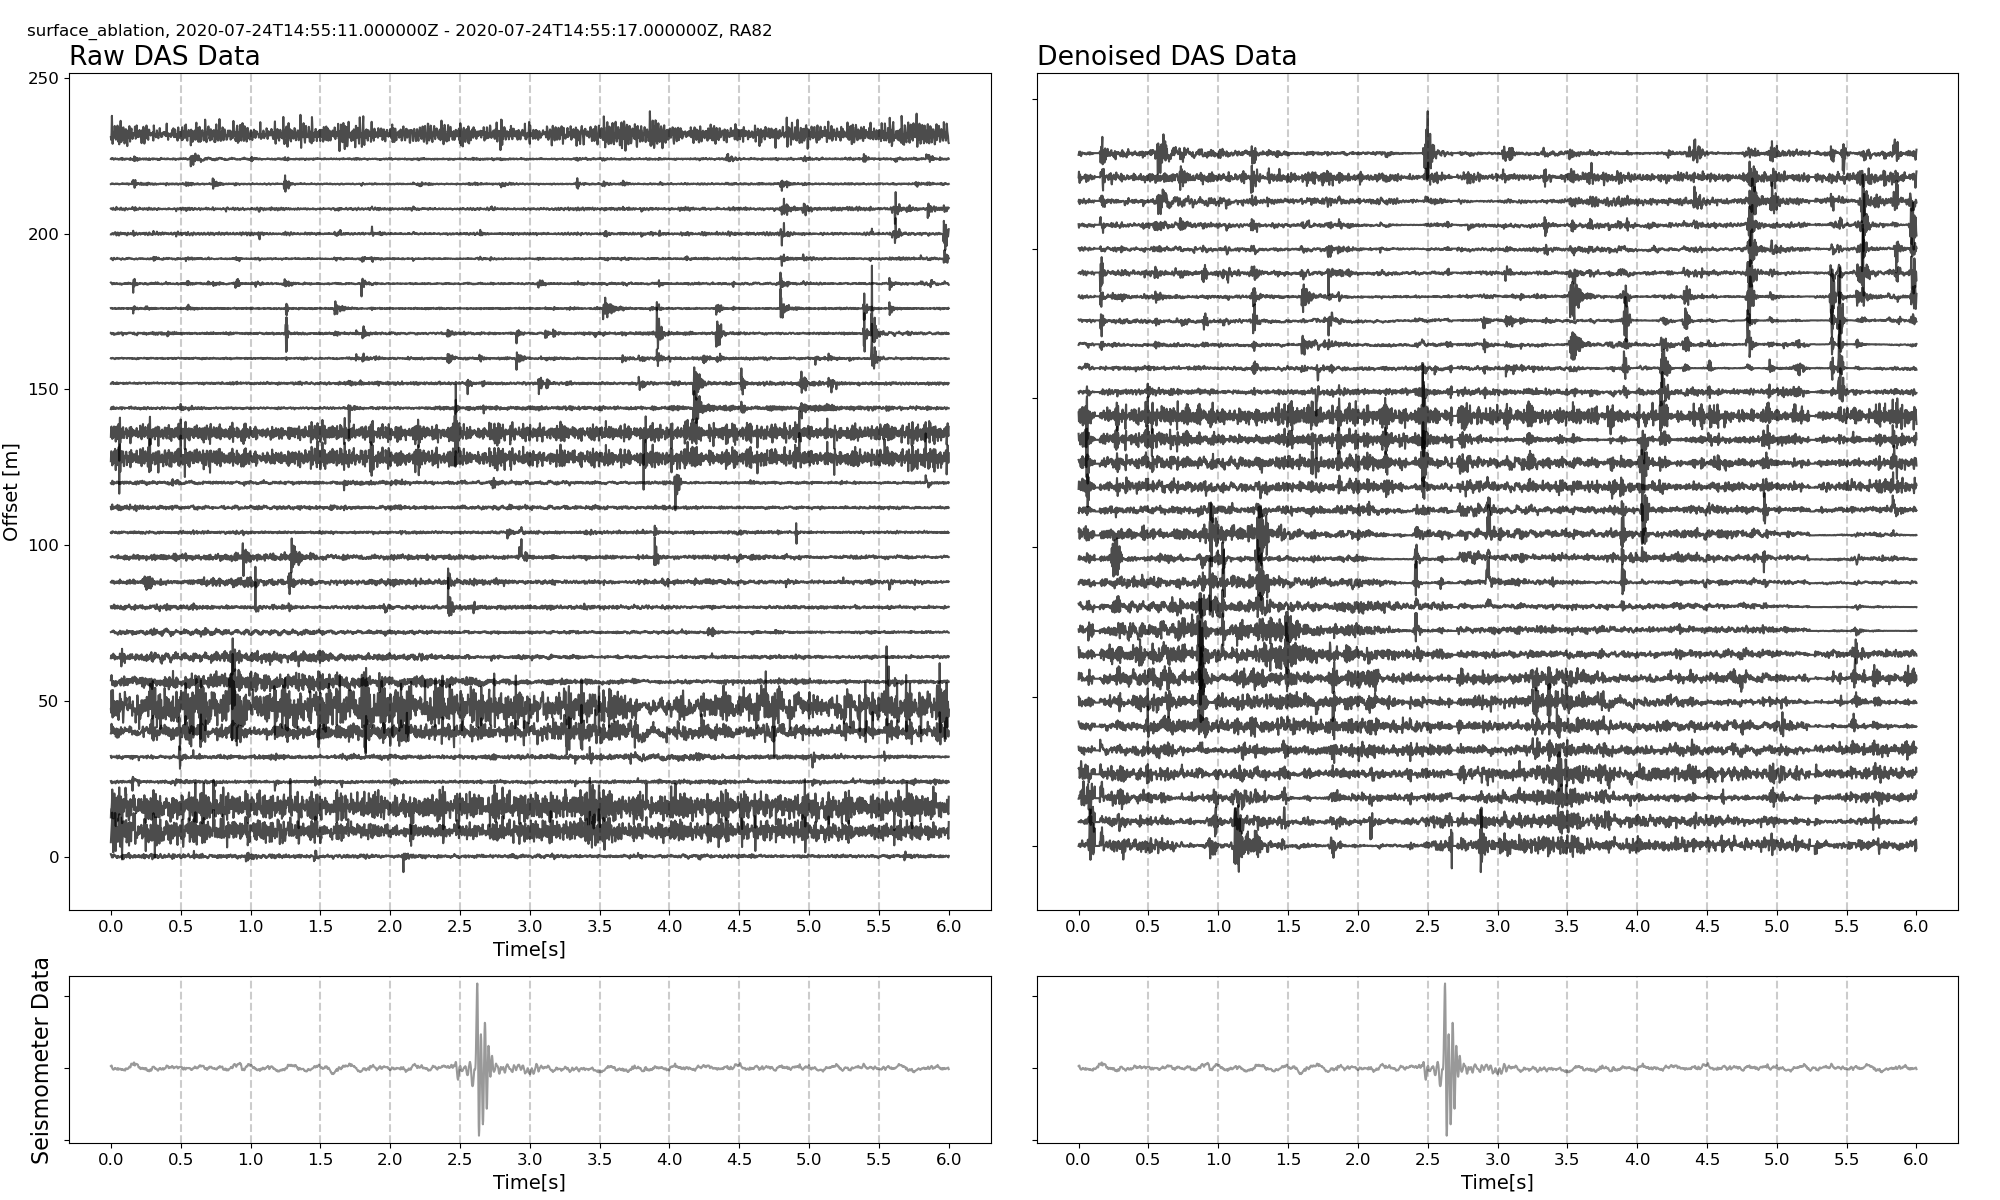 surface_ablation, 2020-07-24T14:55:11.000000Z - 2020-07-24T14:55:17.000000Z, RA82
Raw DAS Data
Denoised DAS Data
250
200
150
100
50
0
Offset [m]
0.0 0.5 1.0 1.5 2.0 2.5 3.0 3.5 4.0 4.5 5.0 5.5 6.0
Time[s]
0.0 0.5 1.0 1.5 2.0 2.5 3.0 3.5 4.0 4.5 5.0 5.5 6.0
Seismometer Data
0.0 0.5 1.0 1.5 2.0 2.5 3.0 3.5 4.0 4.5 5.0 5.5 6.0
Time[s]
0.0 0.5 1.0 1.5 2.0 2.5 3.0 3.5 4.0 4.5 5.0 5.5 6.0
Time[s]